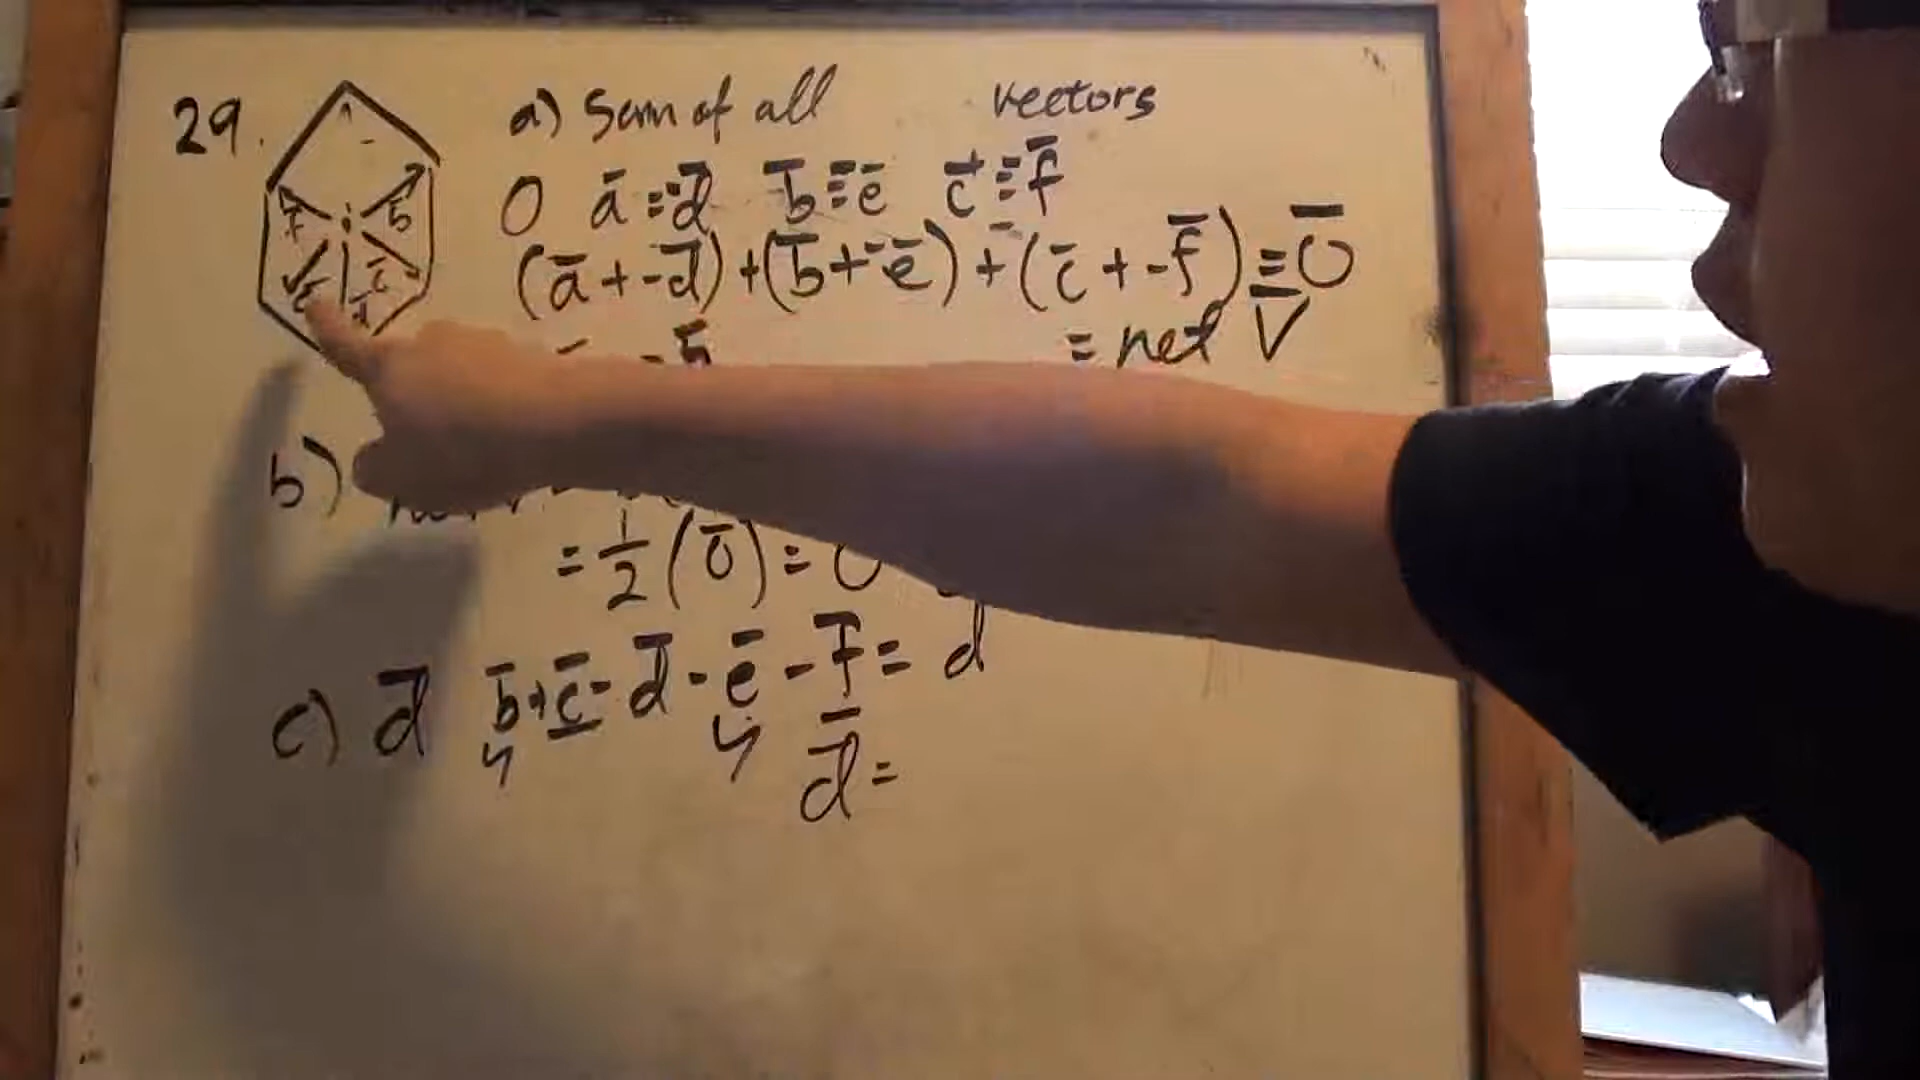 29.
f b
e d c
a) Sum of all vectors
0 a̅ = -d̅ b̅ = -e̅ c̅ = -f̅
(a̅ + -d̅) + (b̅ + -e̅) + (c̅ + -f̅) = 0̅
= net V̅
b)
= 1/2 (0̅) = 0
c) d̅ b̅ + c̅ - d̅ - e̅ - f̅ = d
d̅ =